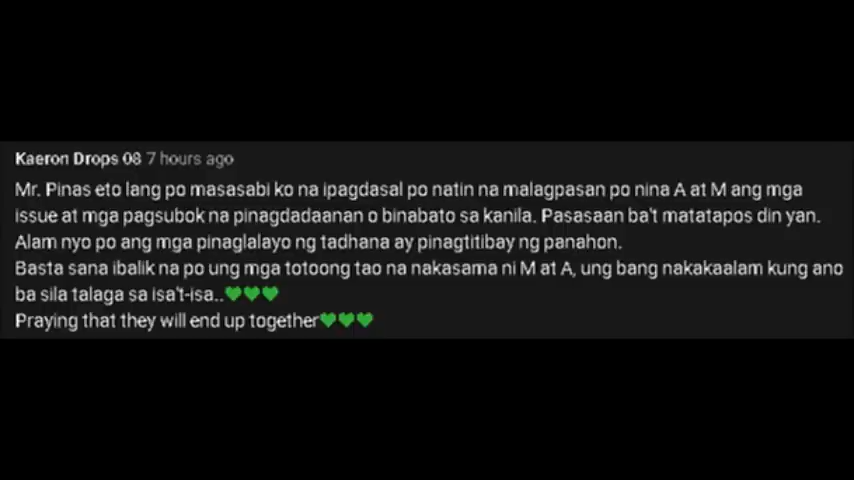 Kaeron Drops 08 7 hours ago
Mr. Pinas eto lang po masasabi ko na ipagdasal po natin na malagpasan po nina A at M ang mga
issue at mga pagsubok na pinagdadaanan o binabato sa kanila. Pasasaan ba't matatapos din yan.
Alam nyo po ang mga pinaglalayo ng tadhana ay pinagtitibay ng panahon.
Basta sana ibalik na po ung mga totoong tao na nakasama ni M at A, ung bang nakakaalam kung ano
ba sila talaga sa isa't-isa..💚💚💚
Praying that they will end up together💚💚💚